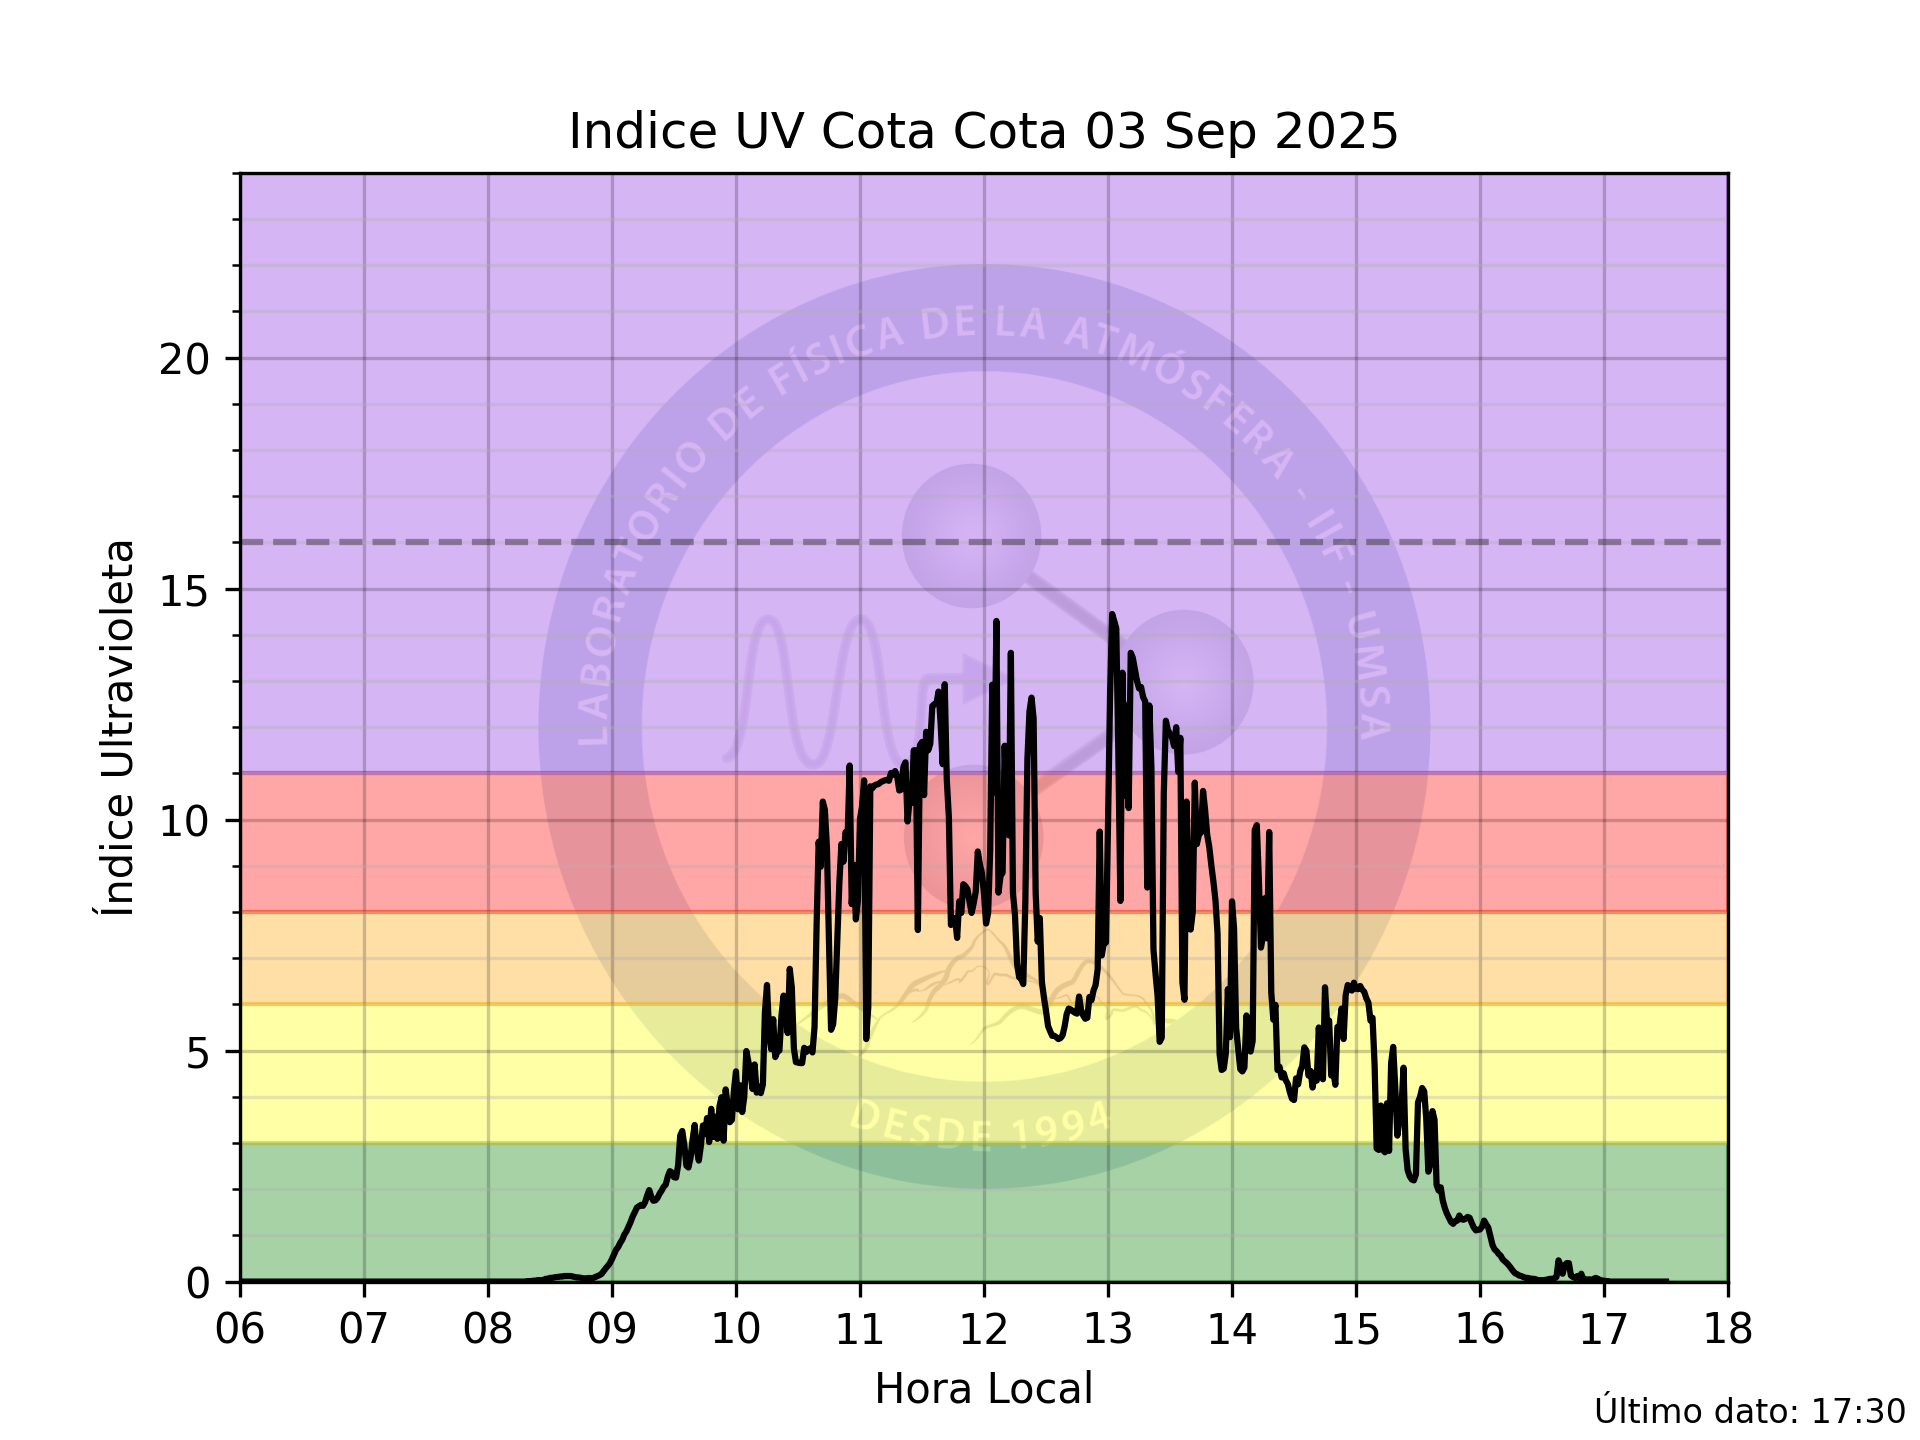 Indice UV Cota Cota 03 Sep 2025
Índice Ultravioleta
20
15
10
5
0
LABORATORIO DE FÍSICA DE LA ATMÓSFERA - IIF - UMSA
DESDE 1994
06 07 08 09 10 11 12 13 14 15 16 17 18
Hora Local
Último dato: 17:30